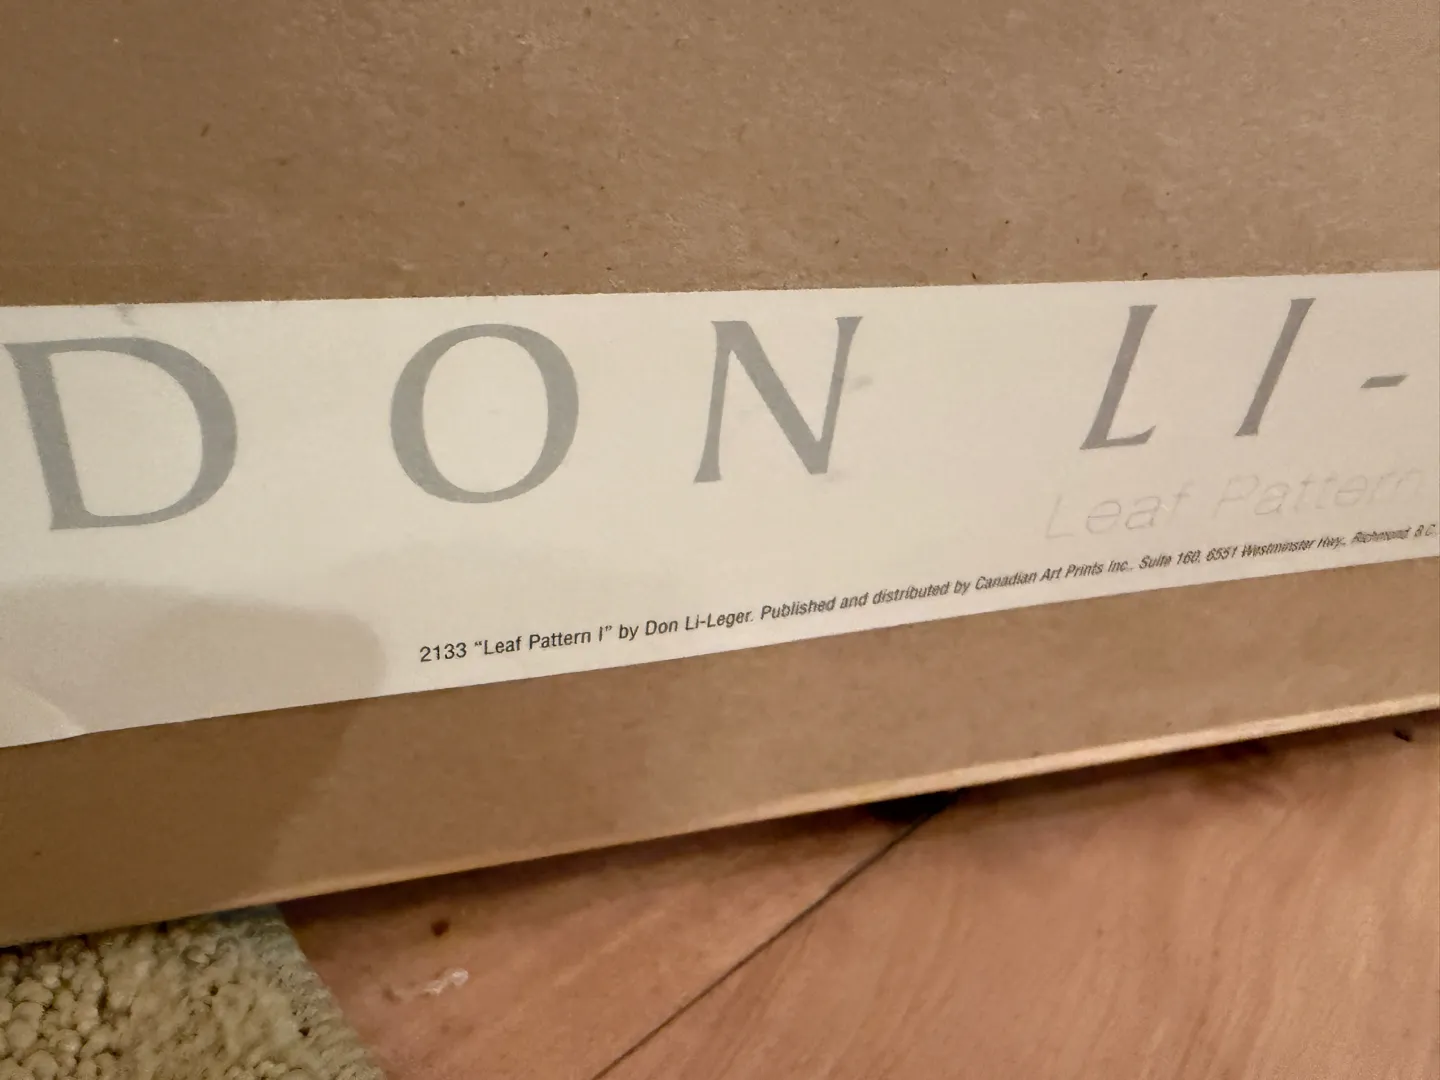 DON LI-
Leaf Pattern
2133 “Leaf Pattern I” by Don Li-Leger. Published and distributed by Canadian Art Prints Inc., Suite 160, 6551 Westminster Hwy., Richmond B.C.